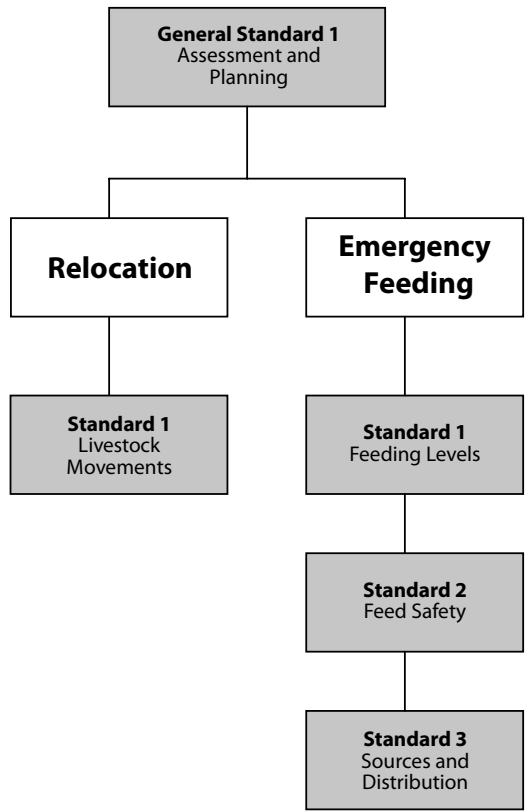 General Standard 1
Assessment and
Planning
Relocation
Emergency
Feeding
Standard 1
Livestock
Movements
Standard 1
Feeding Levels
Standard 2
Feed Safety
Standard 3
Sources and
Distribution